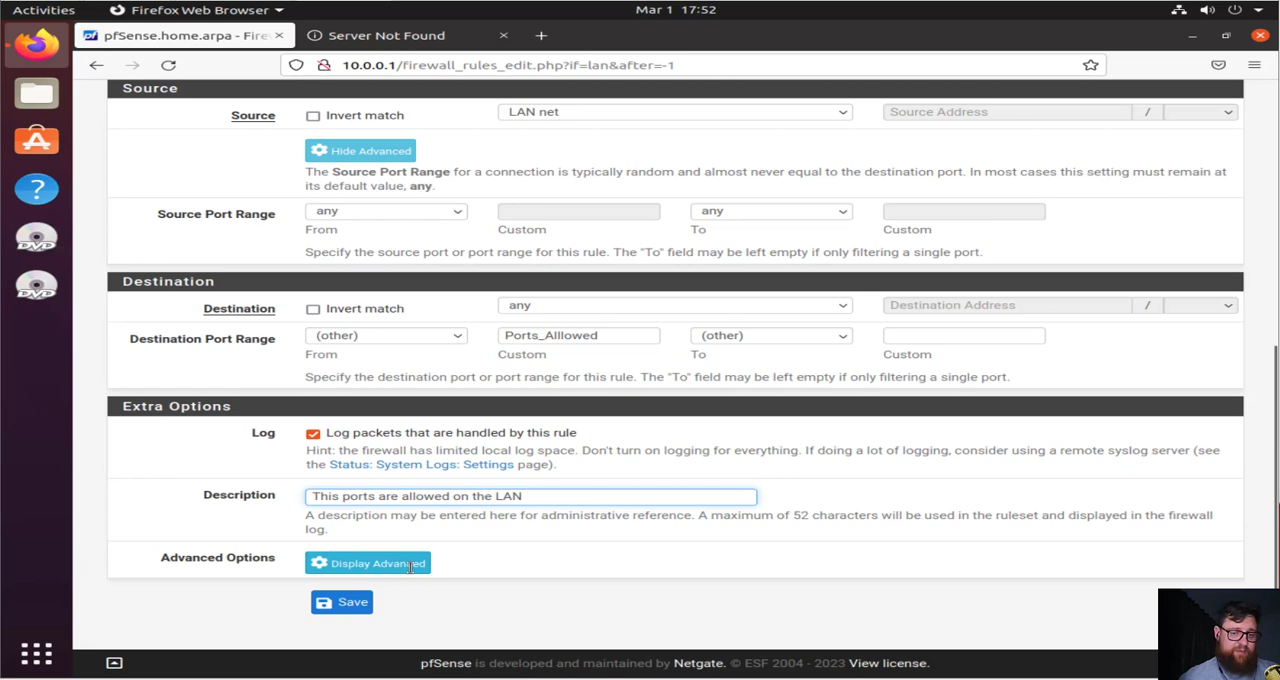 Activities Firefox Web Browser Mar 1 17:52
pfSense.home.arpa - Fire × Server Not Found × +
10.0.0.1/firewall_rules_edit.php?if=lan&after=-1
Source
Source Invert match LAN net Source Address /
Hide Advanced
The Source Port Range for a connection is typically random and almost never equal to the destination port. In most cases this setting must remain at
its default value, any.
Source Port Range any any
From Custom To Custom
Specify the source port or port range for this rule. The "To" field may be left empty if only filtering a single port.
Destination
Destination Invert match any Destination Address /
Destination Port Range (other) Ports_Alllowed (other)
From Custom To Custom
Specify the destination port or port range for this rule. The "To" field may be left empty if only filtering a single port.
Extra Options
Log Log packets that are handled by this rule
Hint: the firewall has limited local log space. Don't turn on logging for everything. If doing a lot of logging, consider using a remote syslog server (see
the Status: System Logs: Settings page).
Description This ports are allowed on the LAN
A description may be entered here for administrative reference. A maximum of 52 characters will be used in the ruleset and displayed in the firewall
log.
Advanced Options Display Advanced
Save
pfSense is developed and maintained by Netgate. © ESF 2004 - 2023 View license.
DVD
DVD